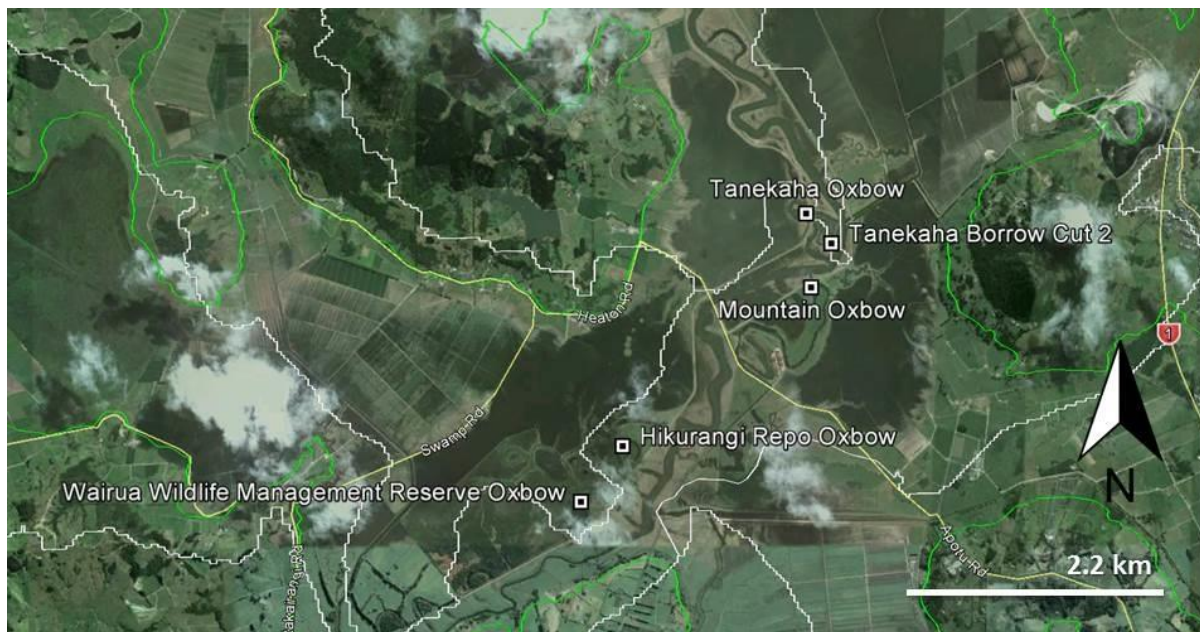 Tanekaha Oxbow
Tanekaha Borrow Cut 2
Mountain Oxbow
Heaton Rd
1
Swamp Rd
Hikurangi Repo Oxbow
Wairua Wildlife Management Reserve Oxbow
N
Apotu Rd
2.2 km